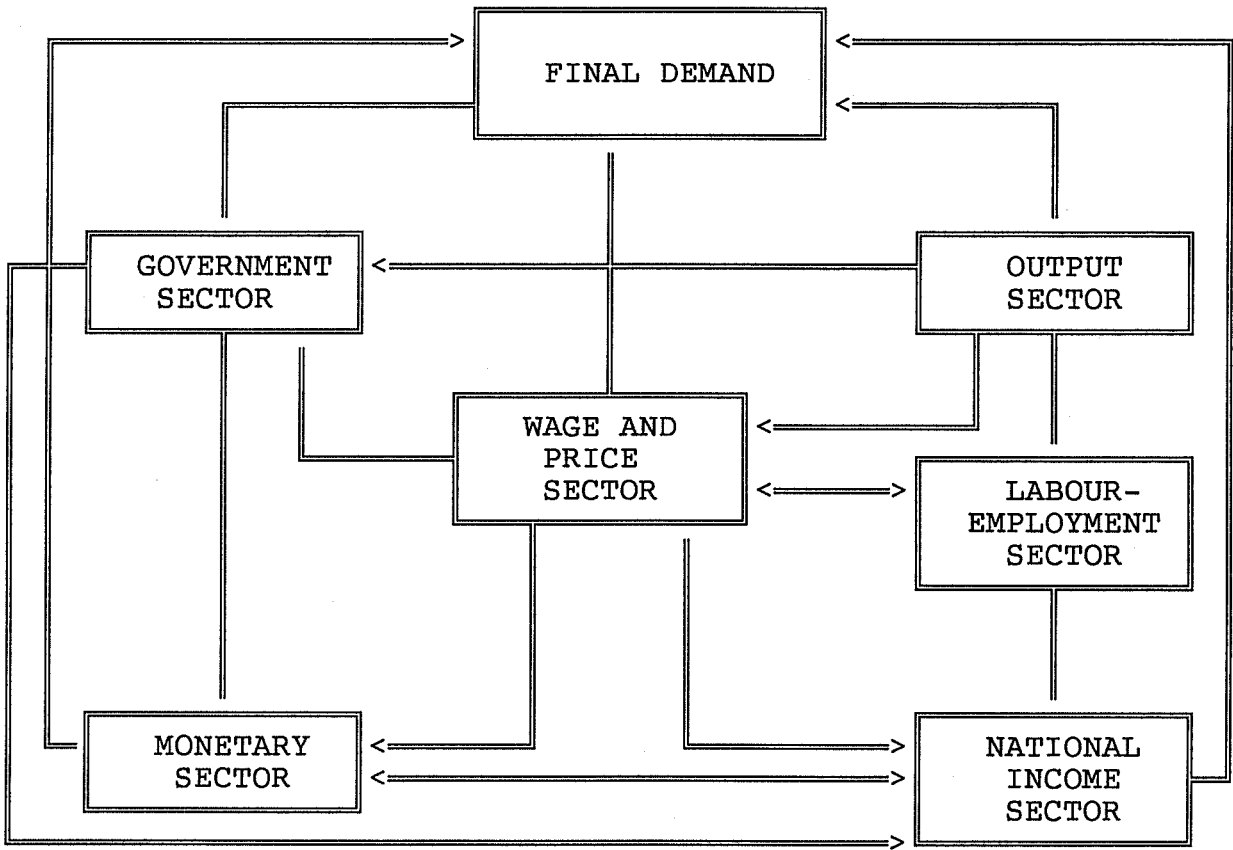 FINAL DEMAND
GOVERNMENT
SECTOR
OUTPUT
SECTOR
WAGE AND
PRICE
SECTOR
LABOUR-
EMPLOYMENT
SECTOR
MONETARY
SECTOR
NATIONAL
INCOME
SECTOR